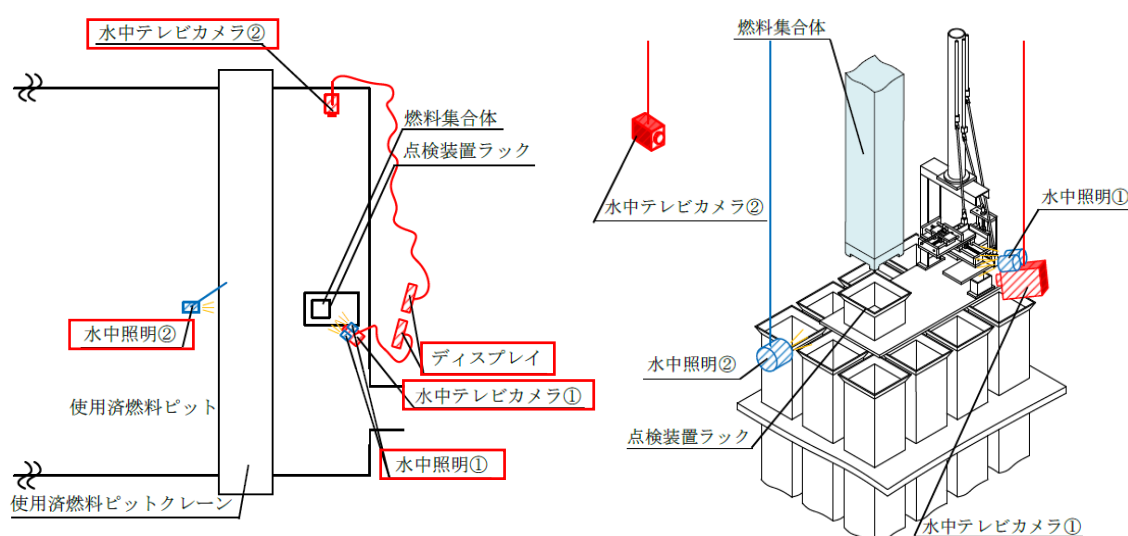 水中テレビカメラ②
燃料集合体
点検装置ラック
水中照明②
ディスプレイ
使用済燃料ピット
水中テレビカメラ①
水中照明①
使用済燃料ピットクレーン
燃料集合体
水中照明①
水中テレビカメラ②
水中照明②
点検装置ラック
水中テレビカメラ①